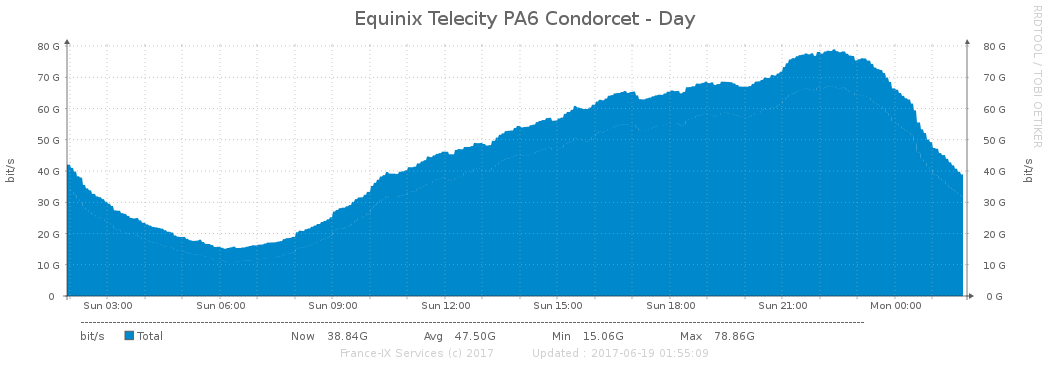 Equinix Telecity PA6 Condorcet - Day
RRDTOOL / TOBI OETIKER
bit/s
80 G
70 G
60 G
50 G
40 G
30 G
20 G
10 G
0
80 G
70 G
60 G
50 G
40 G
30 G
20 G
10 G
0 G
bit/s
Sun 03:00 Sun 06:00 Sun 09:00 Sun 12:00 Sun 15:00 Sun 18:00 Sun 21:00 Mon 00:00
bit/s Total Now 38.84G Avg 47.50G Min 15.06G Max 78.86G
France-IX Services (c) 2017 Updated : 2017-06-19 01:55:09